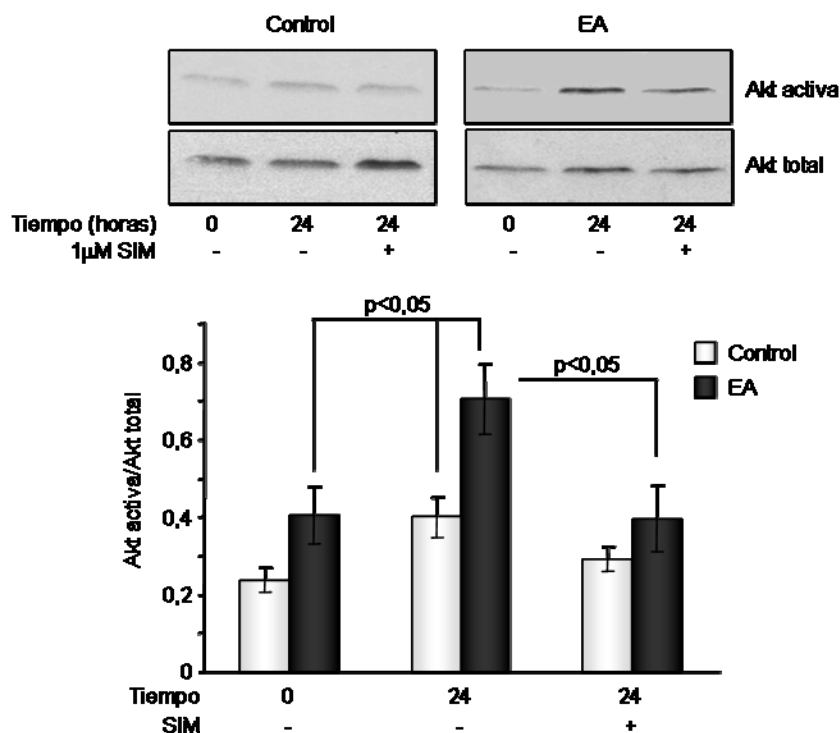 Control EA
Akt activa
Akt total
Tiempo (horas) 0 24 24 0 24 24
1µM SIM - - + - - +
p<0,05
p<0,05
Control
EA
Akt activa/Akt total
0,8
0,6
0,4
0,2
0
Tiempo 0 24 24
SIM - - +